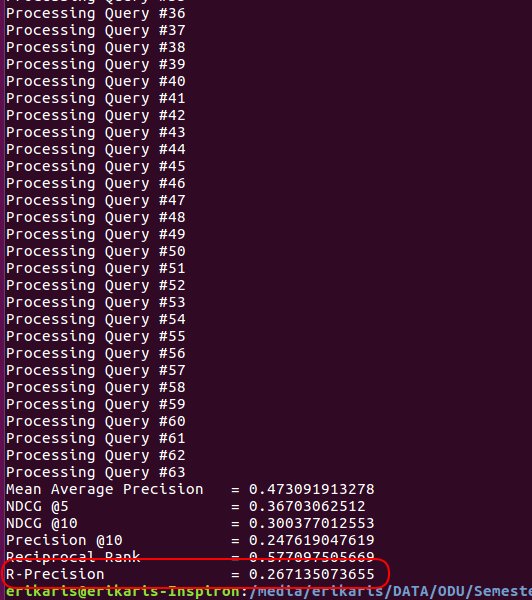 Processing Query #36
Processing Query #37
Processing Query #38
Processing Query #39
Processing Query #40
Processing Query #41
Processing Query #42
Processing Query #43
Processing Query #44
Processing Query #45
Processing Query #46
Processing Query #47
Processing Query #48
Processing Query #49
Processing Query #50
Processing Query #51
Processing Query #52
Processing Query #53
Processing Query #54
Processing Query #55
Processing Query #56
Processing Query #57
Processing Query #58
Processing Query #59
Processing Query #60
Processing Query #61
Processing Query #62
Processing Query #63
Mean Average Precision = 0.473091913278
NDCG @5 = 0.36703062512
NDCG @10 = 0.300377012553
Precision @10 = 0.247619047619
Reciprocal Rank = 0.577097505669
R-Precision = 0.267135073655
erikaris@erikaris-Inspiron:/media/erikaris/DATA/ODU/Semeste